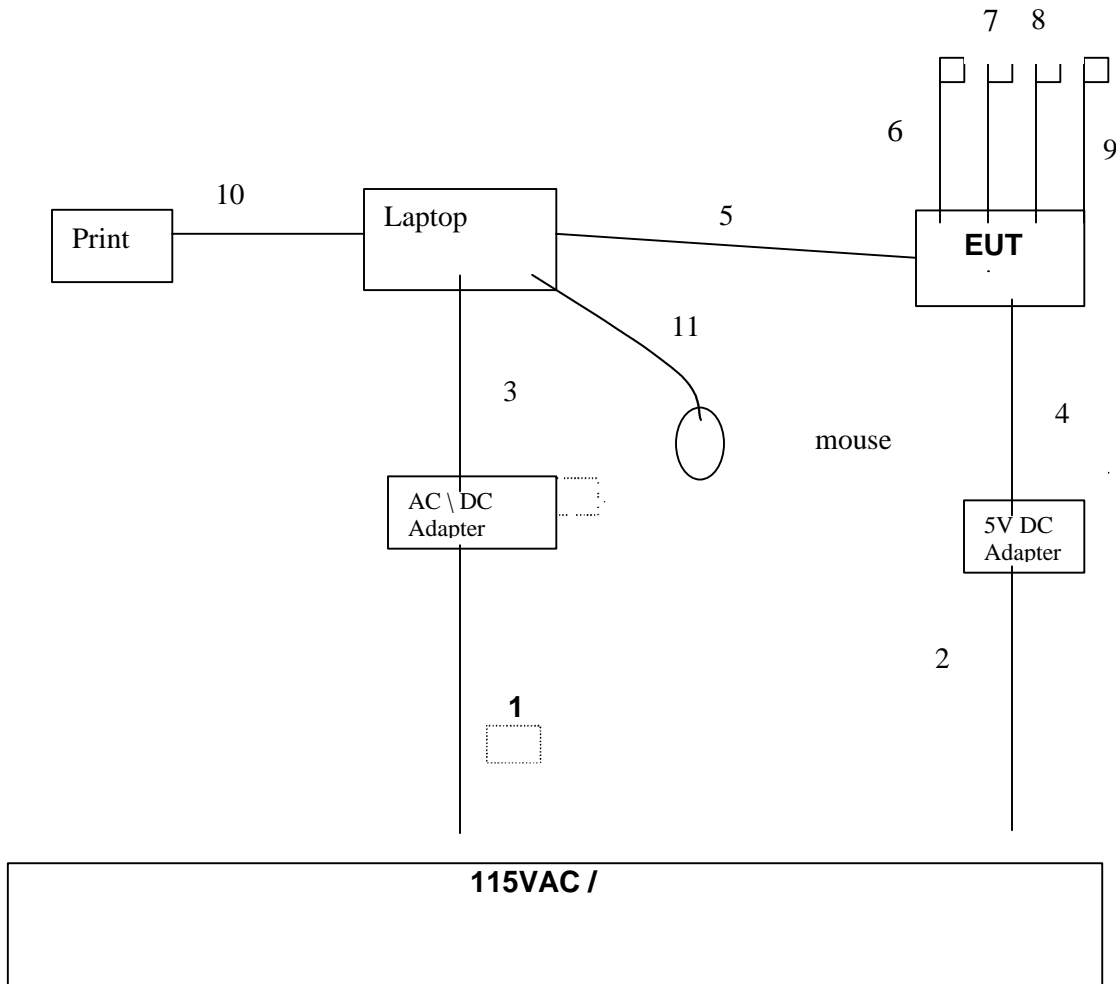 7 8
6
9
10
Print
Laptop
5
EUT
11
3
4
mouse
AC \ DC
Adapter
5V DC
Adapter
2
1
115VAC /